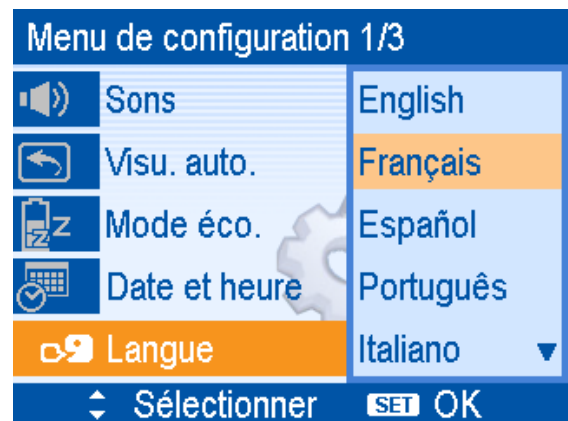 Menu de configuration 1/3
Sons
Visu. auto.
Mode éco.
Date et heure
Langue
English
Français
Español
Português
Italiano
zz z
Sélectionner SET OK